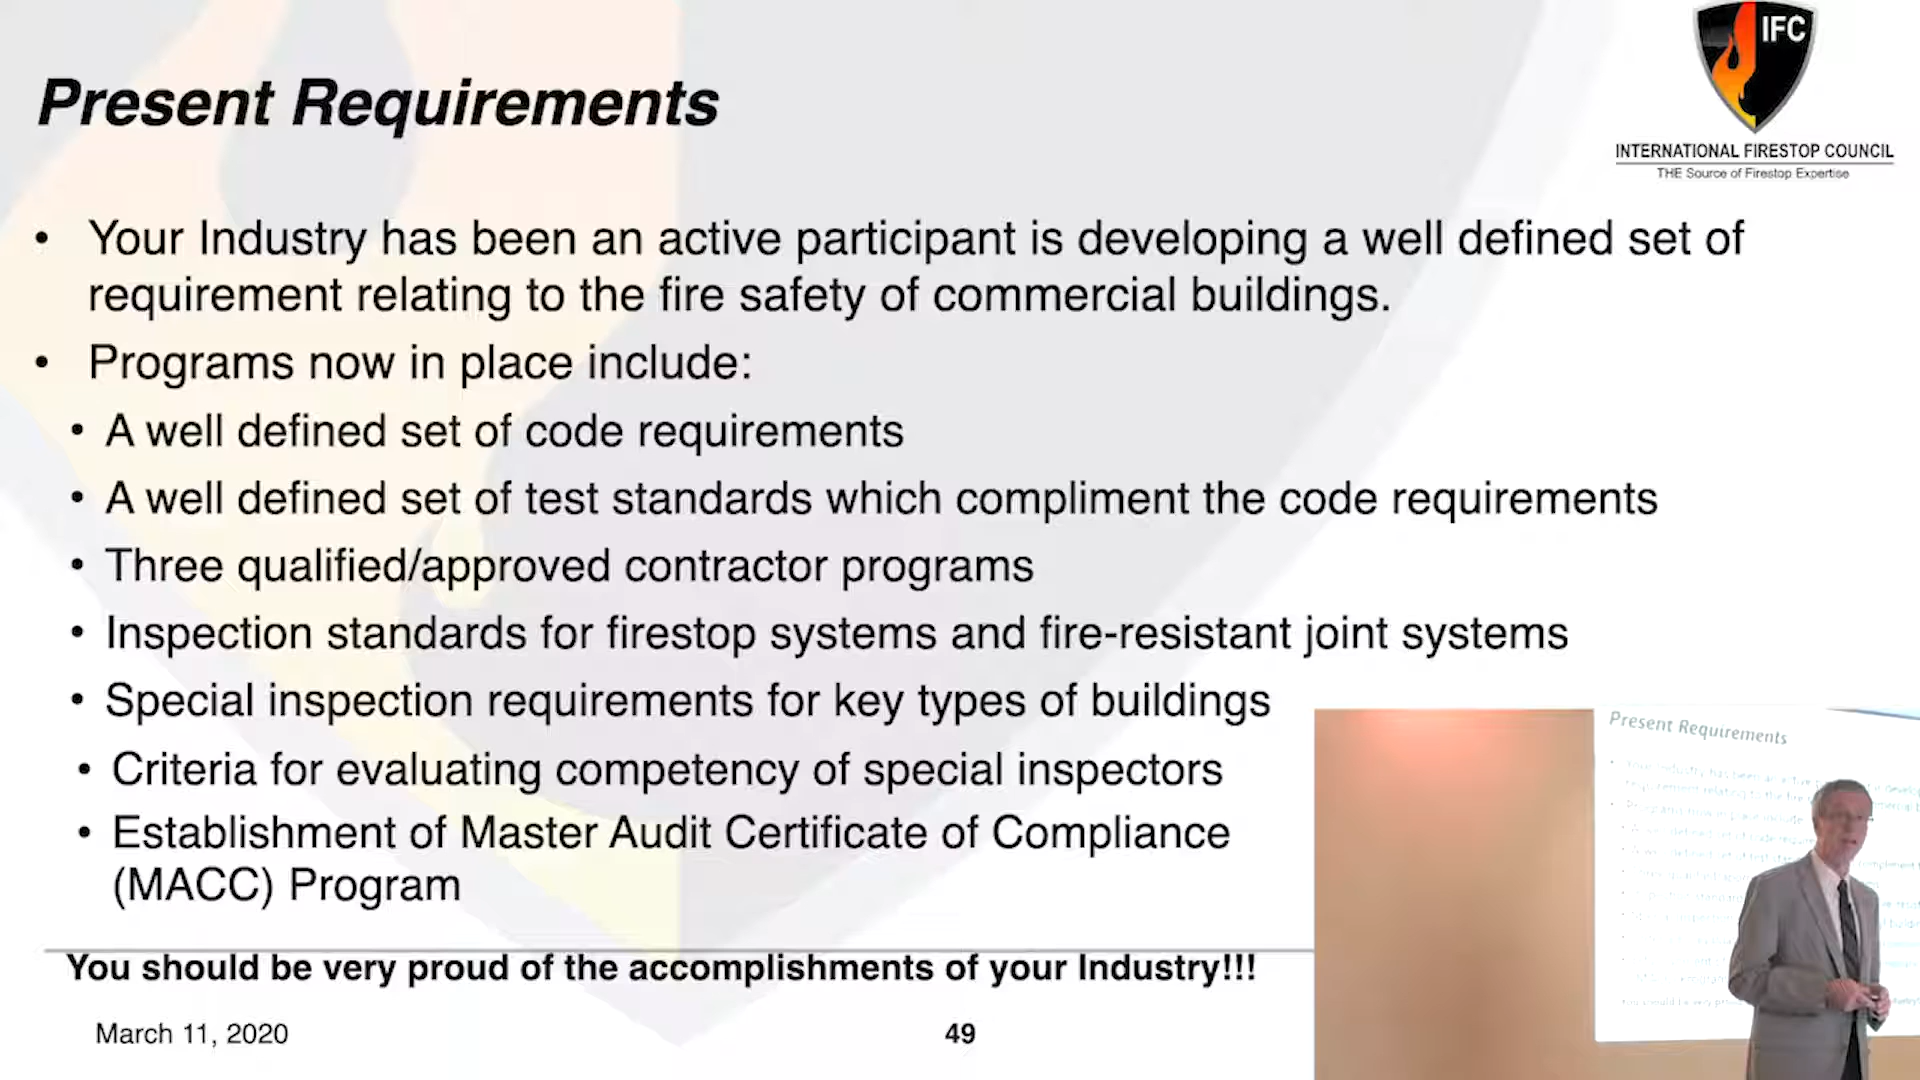 IFC
INTERNATIONAL FIRESTOP COUNCIL
THE Source of Firestop Expertise
Present Requirements
• Your Industry has been an active participant is developing a well defined set of
requirement relating to the fire safety of commercial buildings.
• Programs now in place include:
• A well defined set of code requirements
• A well defined set of test standards which compliment the code requirements
• Three qualified/approved contractor programs
• Inspection standards for firestop systems and fire-resistant joint systems
• Special inspection requirements for key types of buildings
• Criteria for evaluating competency of special inspectors
• Establishment of Master Audit Certificate of Compliance
(MACC) Program
You should be very proud of the accomplishments of your Industry!!!
March 11, 2020
49
Present Requirements